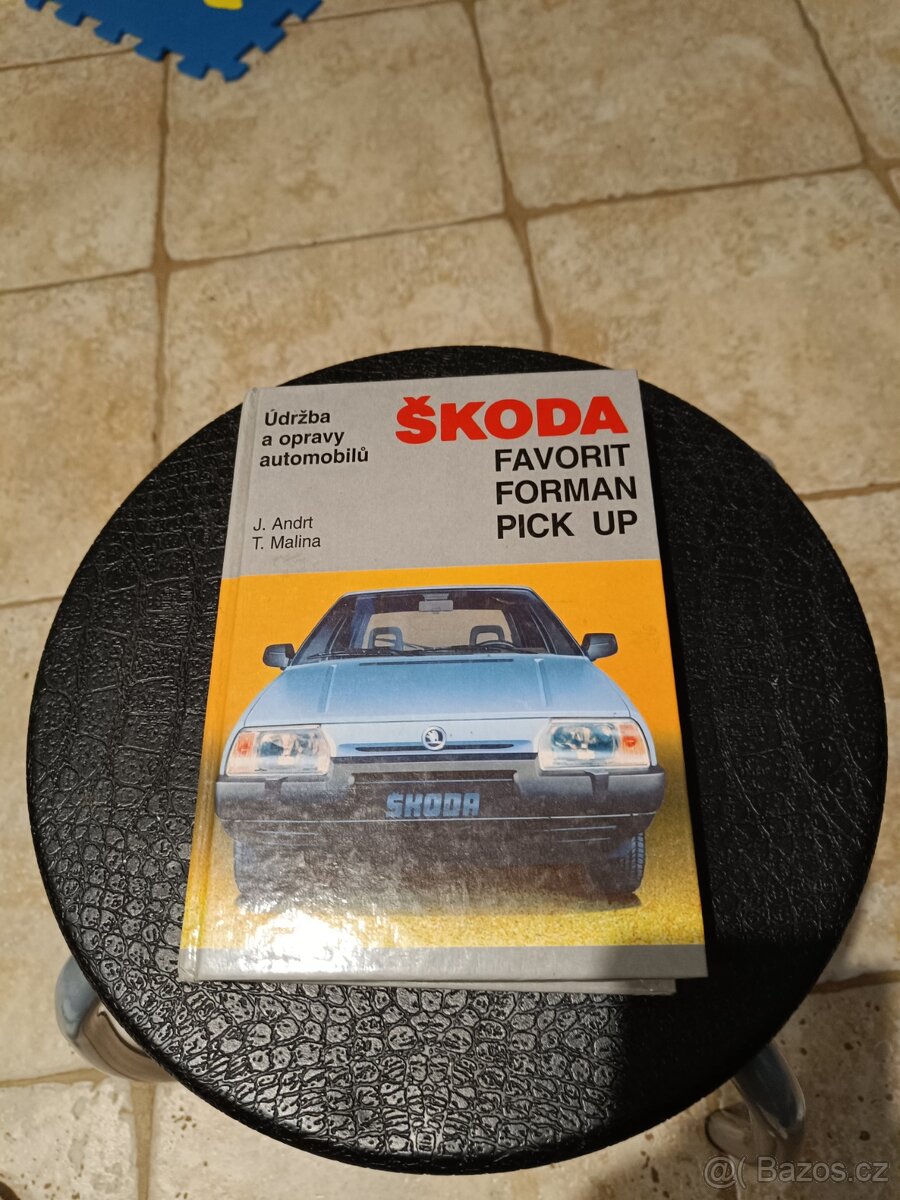 Údržba
a opravy
automobilů
J. Andrt
T. Malina
ŠKODA
FAVORIT
FORMAN
PICK UP
ŠKODA
@( Bazos.cz